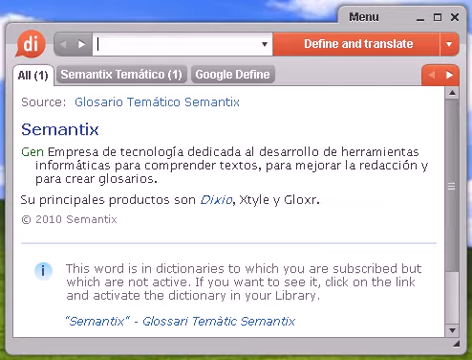 Menu
di
Define and translate
All (1)
Semantix Temático (1)
Google Define
Source: Glosario Temático Semantix
Semantix
Gen Empresa de tecnología dedicada al desarrollo de herramientas
informáticas para comprender textos, para mejorar la redacción y
para crear glosarios.
Su principales productos son Dixio, Xtyle y Gloxr.
© 2010 Semantix
i
This word is in dictionaries to which you are subscribed but
which are not active. If you want to see it, click on the link
and activate the dictionary in your Library.
"Semantix" - Glossari Temàtic Semantix